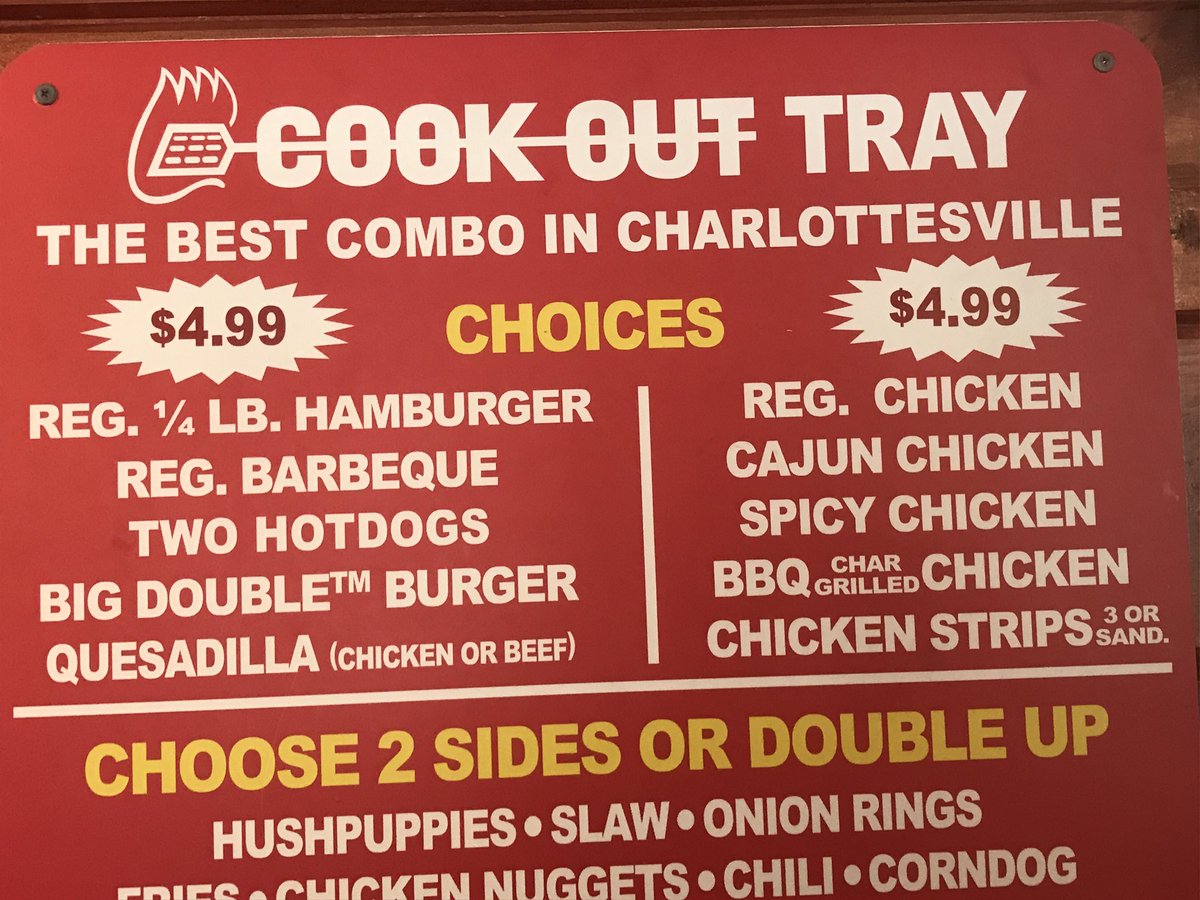 COOK OUT TRAY
THE BEST COMBO IN CHARLOTTESVILLE
$4.99 CHOICES $4.99
REG. ¼ LB. HAMBURGER
REG. BARBEQUE
TWO HOTDOGS
BIG DOUBLE™ BURGER
QUESADILLA (CHICKEN OR BEEF)
REG. CHICKEN
CAJUN CHICKEN
SPICY CHICKEN
BBQ CHAR GRILLED CHICKEN
CHICKEN STRIPS 3 OR SAND.
CHOOSE 2 SIDES OR DOUBLE UP
HUSHPUPPIES • SLAW • ONION RINGS
FRIES • CHICKEN NUGGETS • CHILI • CORNDOG